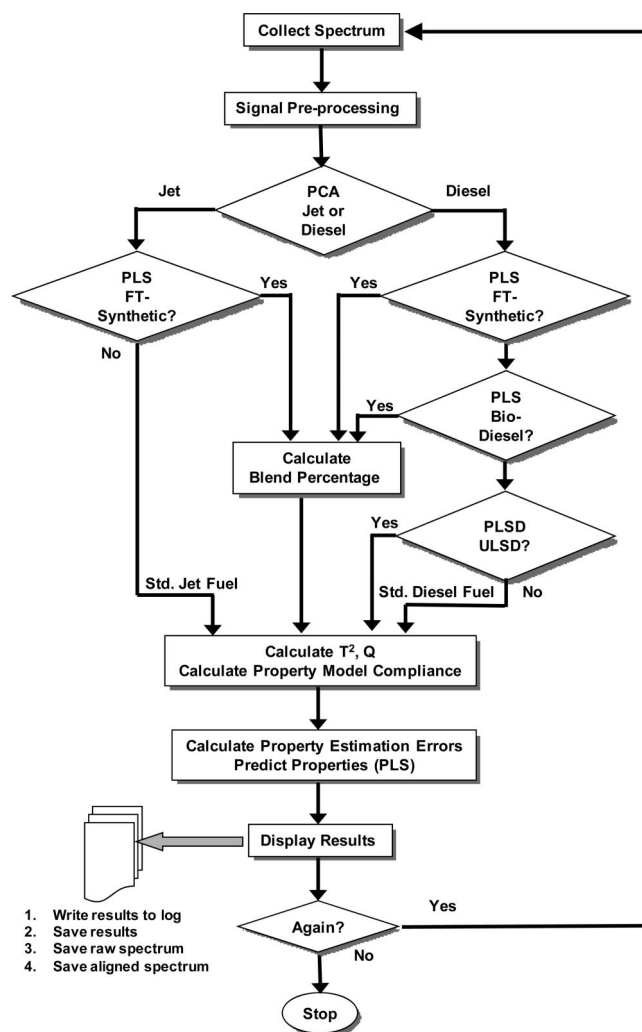 Collect Spectrum
Signal Pre-processing
Jet
PCA
Jet or
Diesel
Diesel
PLS
FT-
Synthetic?
Yes
No
Yes
PLS
FT-
Synthetic?
Yes
PLS
Bio-
Diesel?
Calculate
Blend Percentage
Yes
PLSD
ULSD?
Std. Jet Fuel
Std. Diesel Fuel
No
Calculate T², Q
Calculate Property Model Compliance
Calculate Property Estimation Errors
Predict Properties (PLS)
Display Results
1. Write results to log
2. Save results
3. Save raw spectrum
4. Save aligned spectrum
Again?
Yes
No
Stop